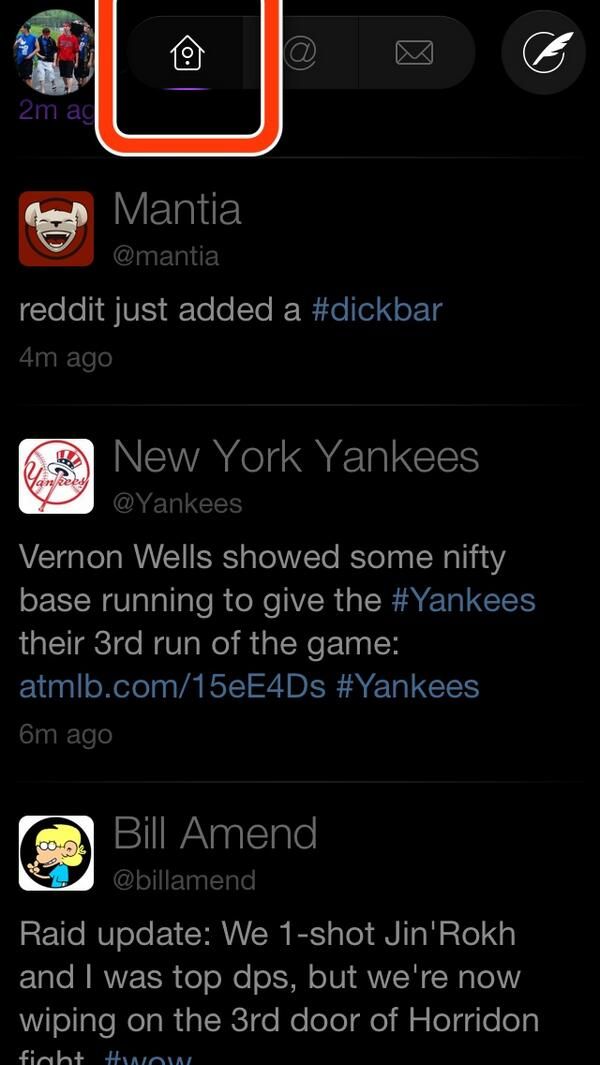 @
2m ag
Mantia
@mantia
reddit just added a #dickbar
4m ago
New York Yankees
@Yankees
Yankees
Vernon Wells showed some nifty
base running to give the #Yankees
their 3rd run of the game:
atmlb.com/15eE4Ds #Yankees
6m ago
Bill Amend
@billamend
Raid update: We 1-shot Jin'Rokh
and I was top dps, but we're now
wiping on the 3rd door of Horridon
fight. #wow